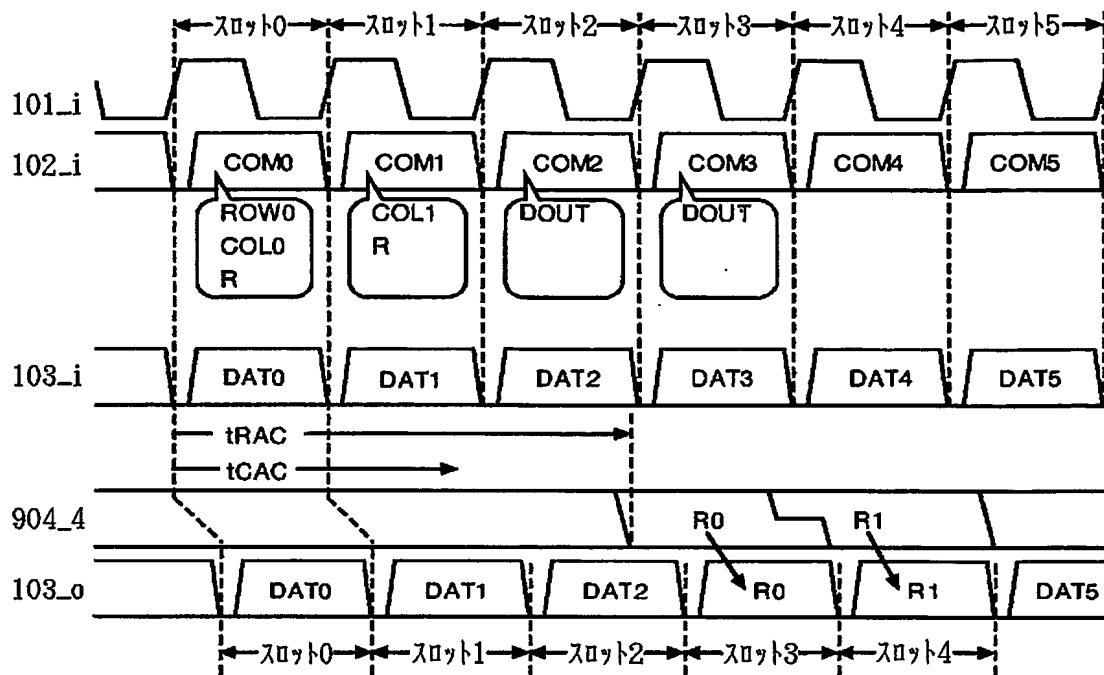 スロット0 スロット1 スロット2 スロット3 スロット4 スロット5
101_i
102_i COM0 COM1 COM2 COM3 COM4 COM5
ROW0 COL1 DOUT DOUT
COL0 R
R
103_i DAT0 DAT1 DAT2 DAT3 DAT4 DAT5
tRAC
tCAC
904_4 R0 R1
103_o DAT0 DAT1 DAT2 R0 R1 DAT5
スロット0 スロット1 スロット2 スロット3 スロット4